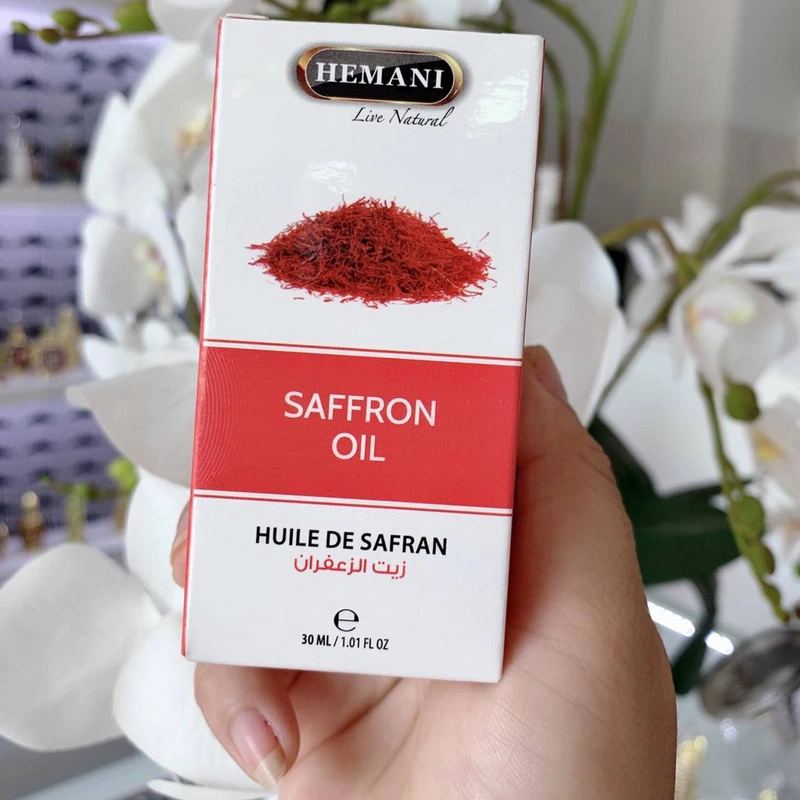 HEMANI
Live Natural
SAFFRON
OIL
HUILE DE SAFRAN
زيت الزعفران
℮
30 ML / 1.01 FL OZ